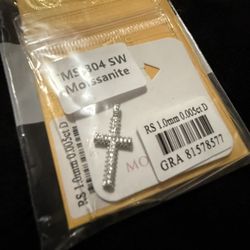 MS 304 SW
Moissanite
RS 1.0mm 0.005ct D
GRA 81578577
RS 1.0mm 0.005ct D
MO